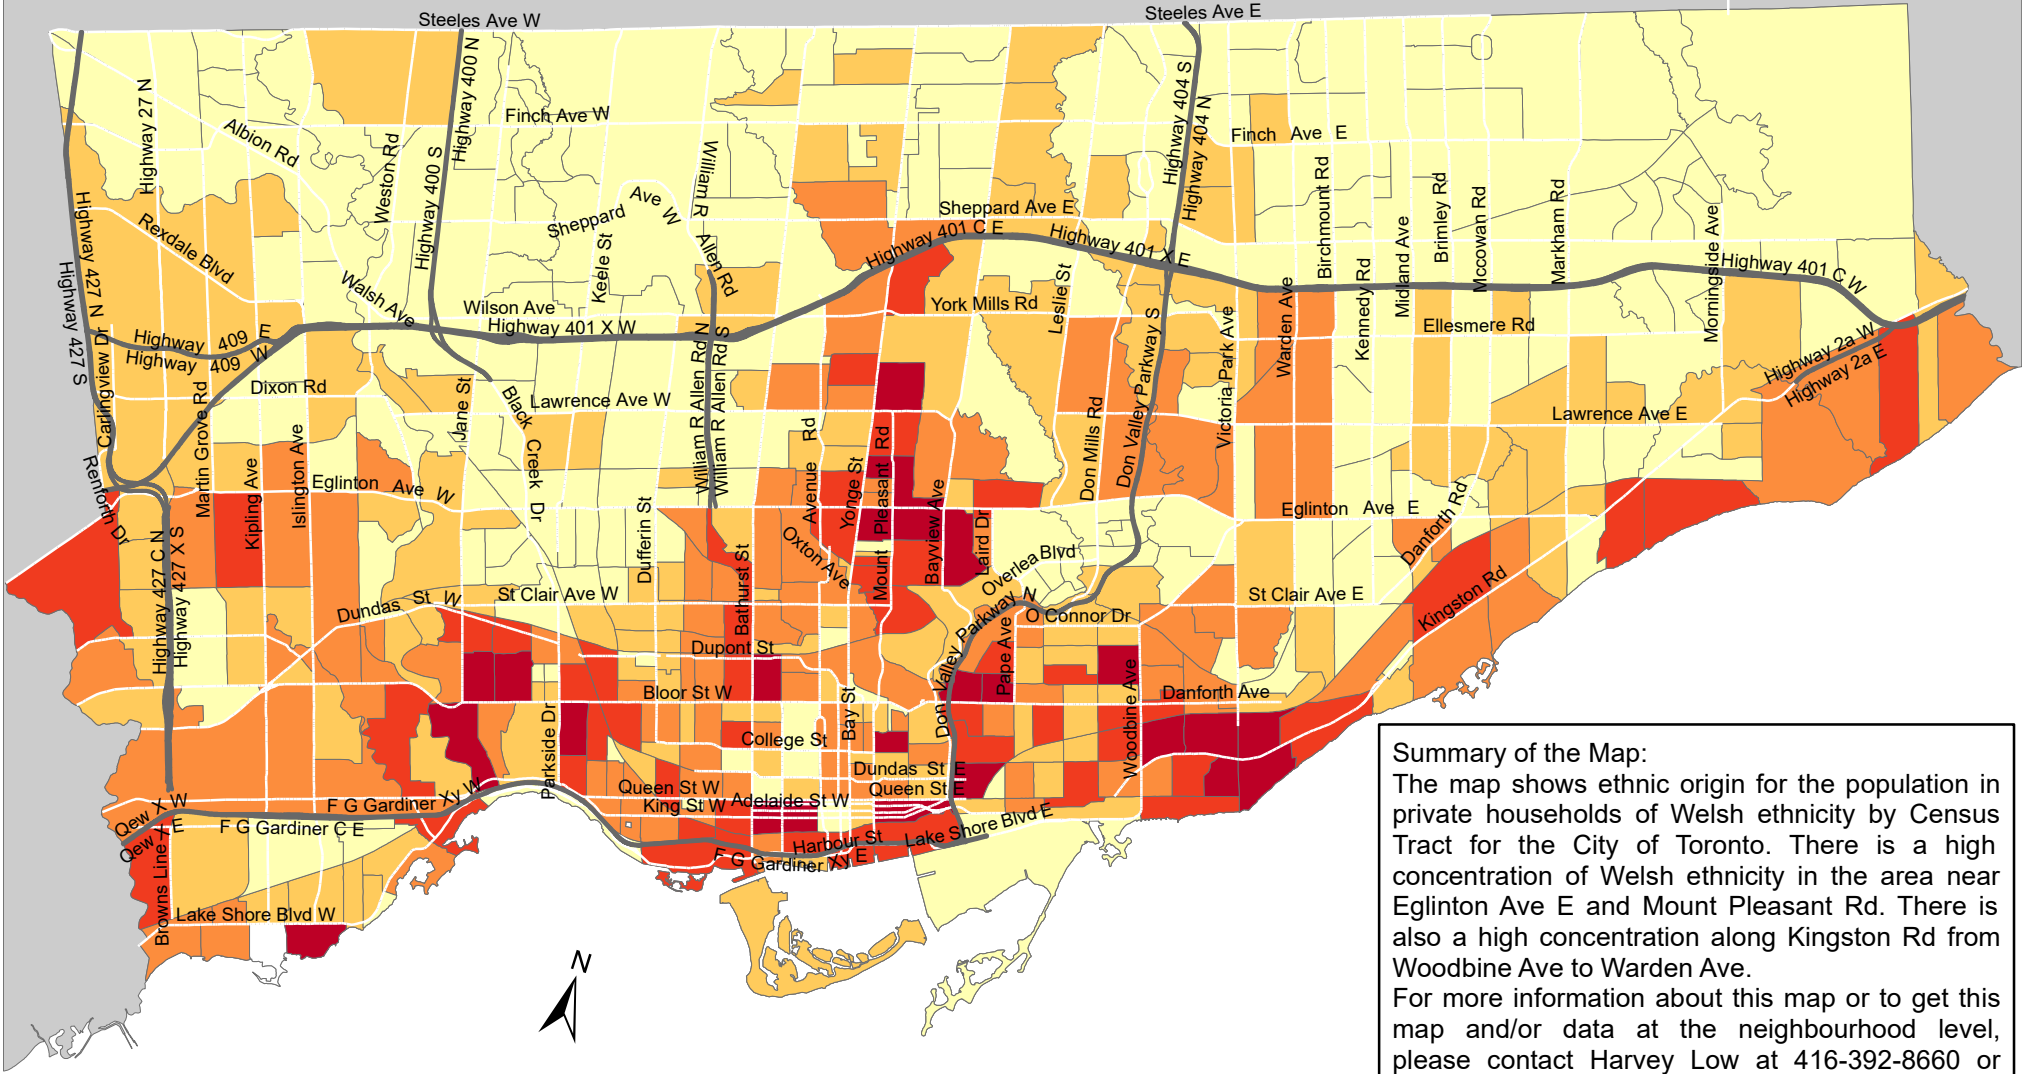 Steeles Ave W
Steeles Ave E
Highway 27 N
Albion Rd
Weston Rd
Highway 400 N
Highway 400 S
Finch Ave W
William R
Allen Rd
Highway 404 S
Highway 404 N
Finch Ave E
Highway 427 N
Rexdale Blvd
Sheppard Ave W
Keele St
Sheppard Ave E
Highway 401 C E
Highway 401 X E
Leslie St
Birchmount Rd
Kennedy Rd
Midland Ave
Brimley Rd
Mccowan Rd
Markham Rd
Morningside Ave
Highway 401 C W
Highway 427 N
Highway 427 S
Walsh Ave
Wilson Ave
Highway 401 X W
York Mills Rd
Warden Ave
Ellesmere Rd
Highway 409 E
Highway 409 W
Carlingview Dr
Dixon Rd
Martin Grove Rd
Jane St
Black Creek Dr
Lawrence Ave W
William R Allen Rd N
William R Allen Rd S
Don Valley Parkway S
Victoria Park Ave
Highway 2a W
Highway 2a E
Lawrence Ave E
Renforth Dr
Kipling Ave
Islington Ave
Eglinton Ave W
Dufferin St
Avenue Rd
Yonge St
Mount Pleasant Rd
Bayview Ave
Laird Dr
Don Mills Rd
Eglinton Ave E
Danforth Rd
Highway 427 C N
Highway 427 X S
Bathurst St
Oxton Ave
Overlea Blvd
Dundas St W
St Clair Ave W
Don Valley Parkway N
O Connor Dr
St Clair Ave E
Kingston Rd
Dupont St
Pape Ave
Bloor St W
Bay St
Woodbine Ave
Danforth Ave
Parkside Dr
College St
Dundas St E
Queen St W
Queen St E
King St W
Adelaide St W
Qew X W
Qew X E
F G Gardiner Xy W
F G Gardiner C E
Harbour St
Lake Shore Blvd E
F G Gardiner Xy E
Browns Line
Lake Shore Blvd W
N
Summary of the Map:
The map shows ethnic origin for the population in
private households of Welsh ethnicity by Census
Tract for the City of Toronto. There is a high
concentration of Welsh ethnicity in the area near
Eglinton Ave E and Mount Pleasant Rd. There is
also a high concentration along Kingston Rd from
Woodbine Ave to Warden Ave.
For more information about this map or to get this
map and/or data at the neighbourhood level,
please contact Harvey Low at 416-392-8660 or